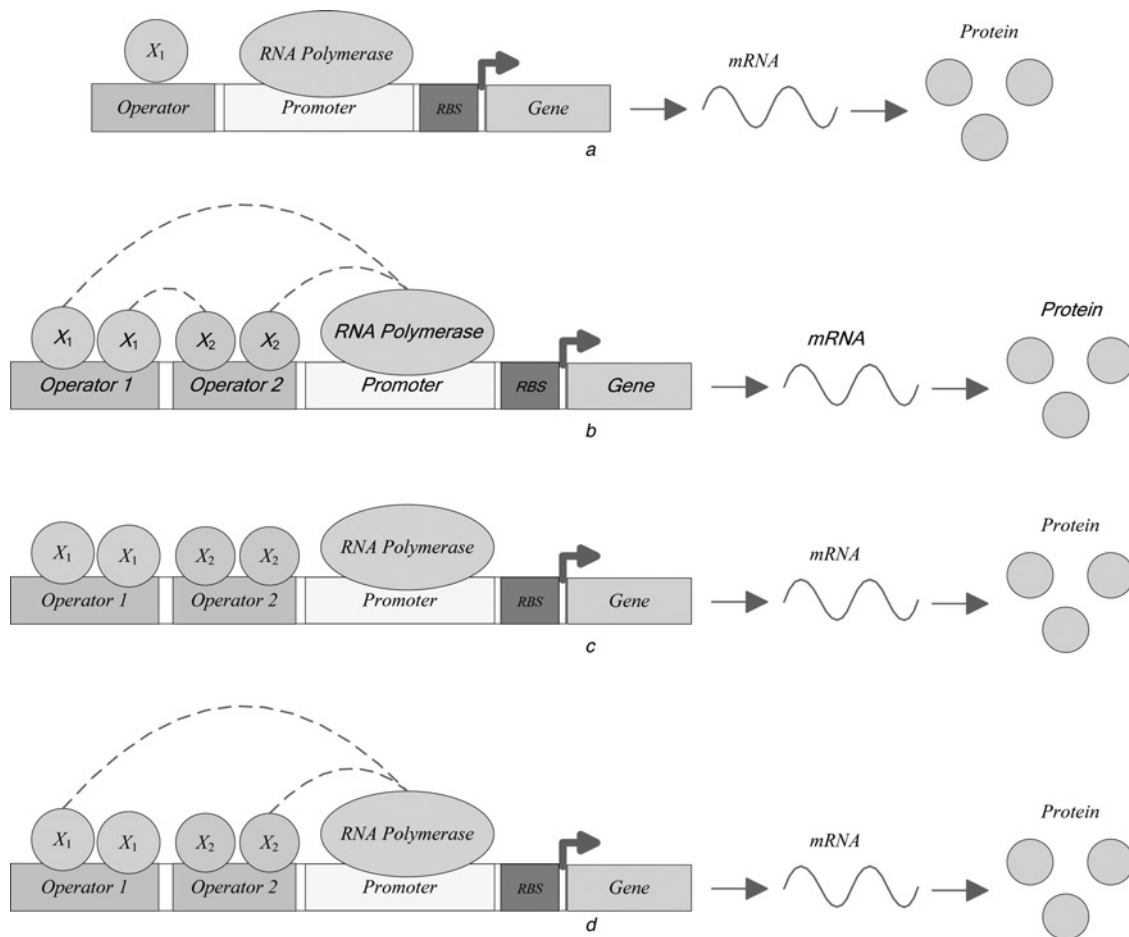 X1 RNA Polymerase Protein
mRNA
Operator Promoter RBS Gene
a
X1 X1 X2 X2 RNA Polymerase Protein
mRNA
Operator 1 Operator 2 Promoter RBS Gene
b
X1 X1 X2 X2 RNA Polymerase Protein
mRNA
Operator 1 Operator 2 Promoter RBS Gene
c
X1 X1 X2 X2 RNA Polymerase Protein
mRNA
Operator 1 Operator 2 Promoter RBS Gene
d